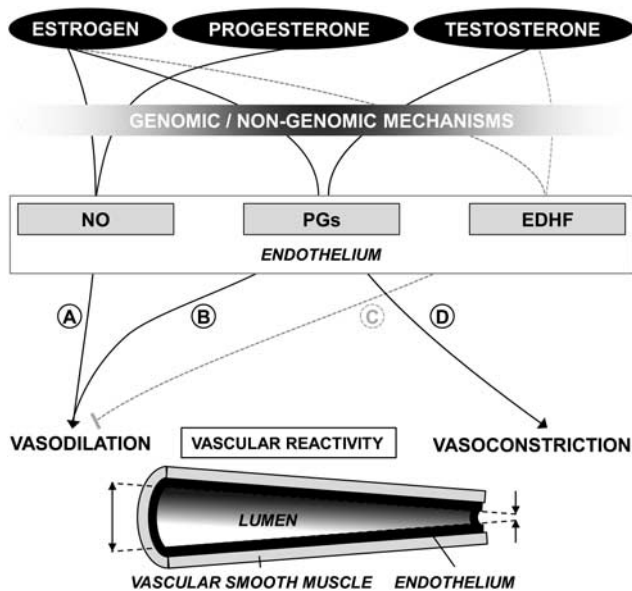 ESTROGEN PROGESTERONE TESTOSTERONE
GENOMIC / NON-GENOMIC MECHANISMS
NO PGs EDHF
ENDOTHELIUM
A B C D
VASODILATION VASCULAR REACTIVITY VASOCONSTRICTION
LUMEN
VASCULAR SMOOTH MUSCLE ENDOTHELIUM